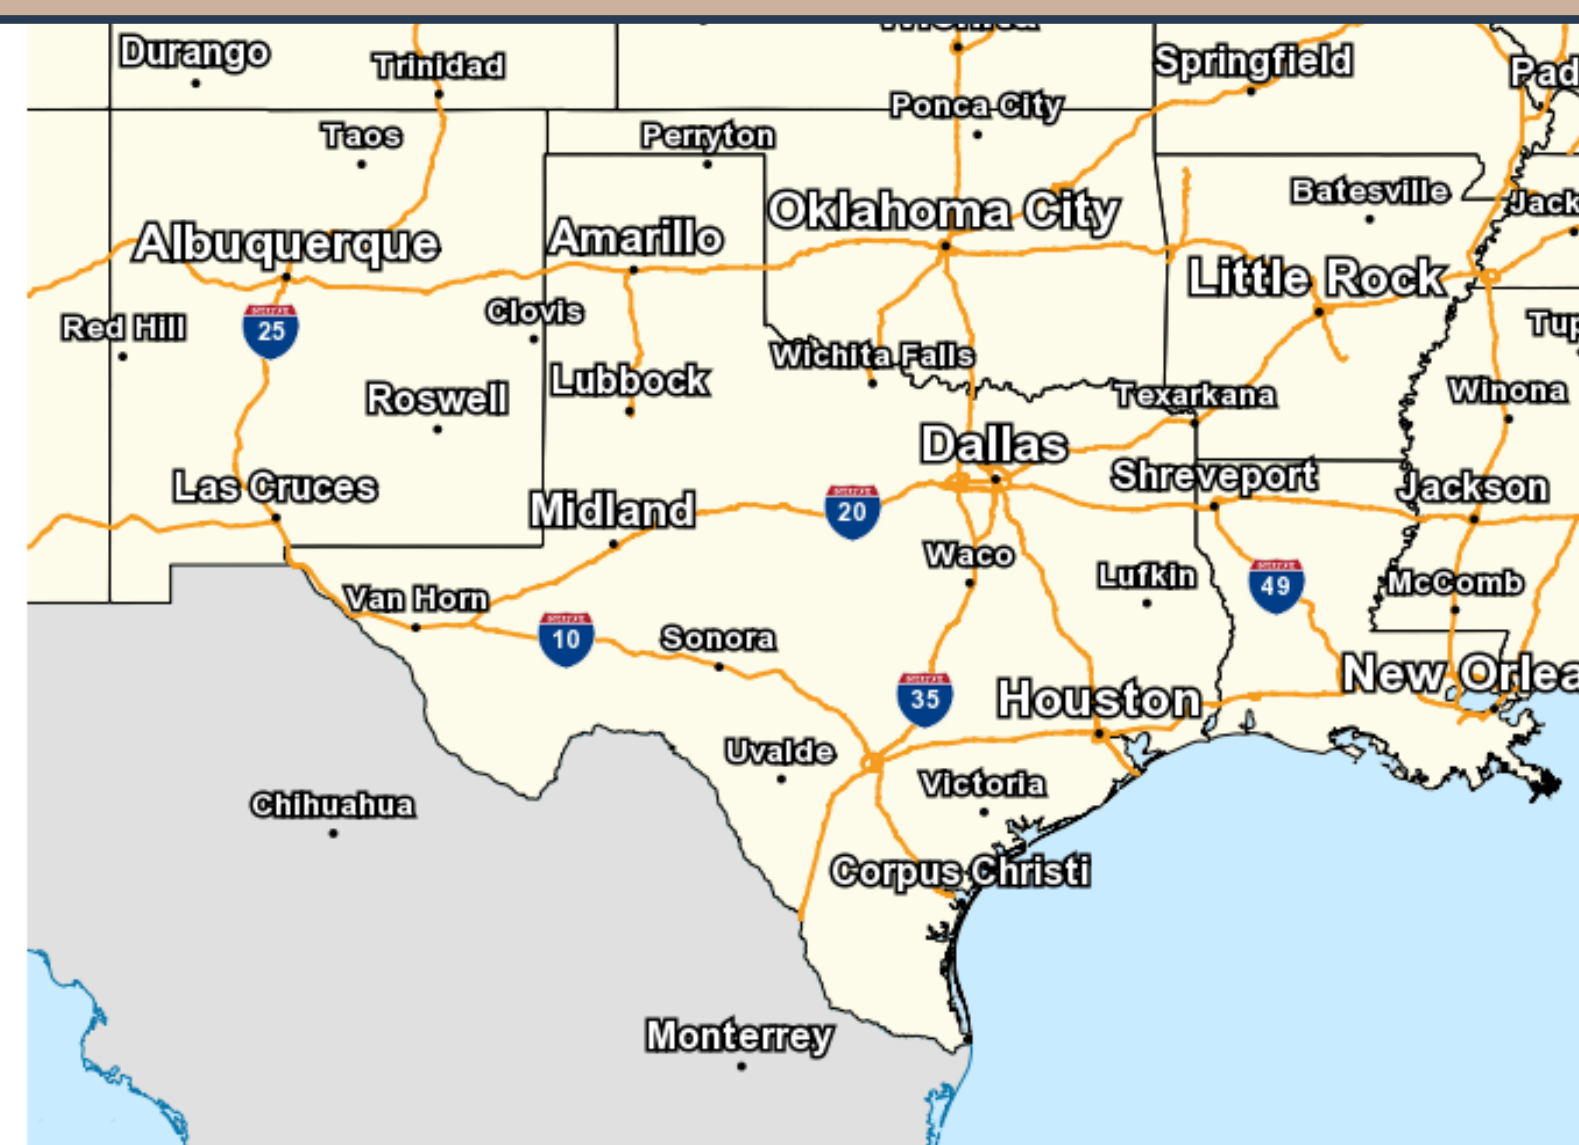 Durango
Trinidad
Springfield
Ponca City
Taos
Perryton
Batesville
Oklahoma City
Albuquerque
Amarillo
Little Rock
Clovis
Red Hill
25
Wichita Falls
Lubbock
Roswell
Texarkana
Winona
Dallas
Shreveport
Las Cruces
Midland
20
Jackson
Waco
Lufkin
49
McComb
Van Horn
10
Sonora
New Orlea
35
Houston
Uvalde
Victoria
Chihuahua
Corpus Christi
Monterrey